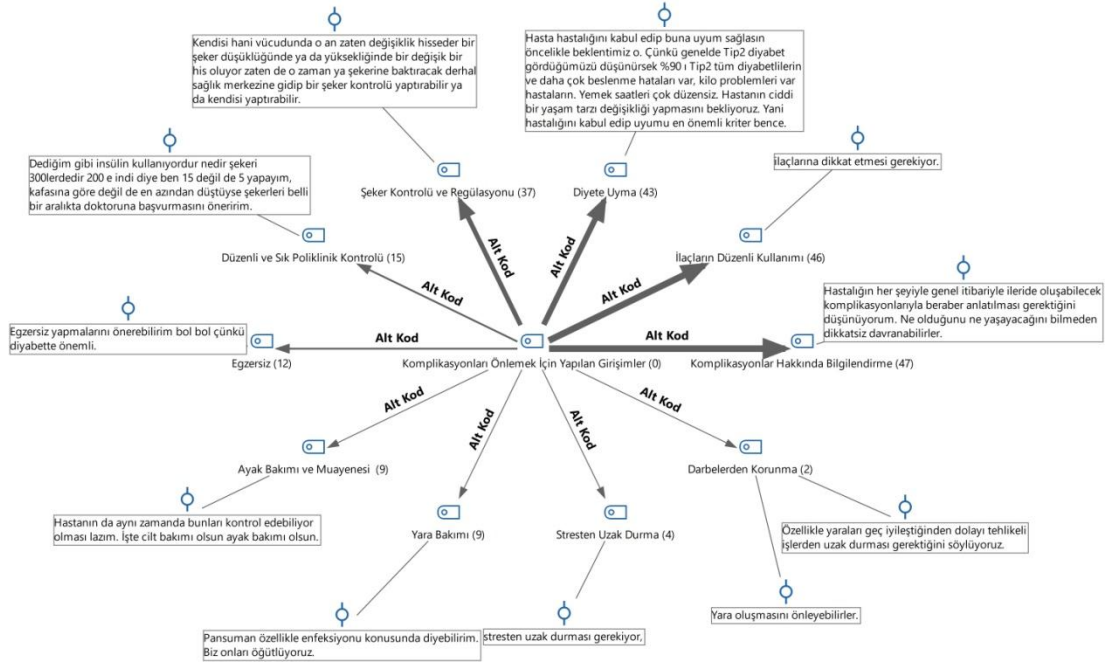 Kendisi hani vücudunda o an zaten değişiklik hisseder bir
şeker düşüklüğünde ya da yüksekliğinde bir değişik bir
his oluyor zaten de o zaman ya şekerine baktıracak derhal
sağlık merkezine gidip bir şeker kontrolü yaptırabilir ya
da kendisi yaptırabilir.
Hasta hastalığını kabul edip buna uyum sağlasın
öncelikle beklentimiz o. Çünkü genelde Tip2 diyabet
gördüğümüzü düşünürsek %90 ı Tip2 tüm diyabetlilerin
ve daha çok beslenme hataları var, kilo problemleri var
hastaların. Yemek saatleri çok düzensiz. Hastanın ciddi
bir yaşam tarzı değişikliği yapmasını bekliyoruz. Yani
hastalığını kabul edip uyumu en önemli kriter bence.
Dediğim gibi insülin kullanıyordur nedir şekeri
300lerdedir 200 e indi diye ben 15 değil de 5 yapayım,
kafasına göre değil de en azından düştüyse şekerleri belli
bir aralıkta doktoruna başvurmasını öneririm.
ilaçlarına dikkat etmesi gerekiyor.
Şeker Kontrolü ve Regülasyonu (37)
Diyete Uyma (43)
Düzenli ve Sık Poliklinik Kontrolü (15)
İlaçların Düzenli Kullanımı (46)
Alt Kod
Alt Kod
Alt Kod
Alt Kod
Hastalığın her şeyiyle genel itibariyle ileride oluşabilecek
komplikasyonlarıyla beraber anlatılması gerektiğini
düşünüyorum. Ne olduğunu ne yaşayacağını bilmeden
dikkatsiz davranabilirler.
Egzersiz yapmalarını önerebilirim bol bol çünkü
diyabette önemli.
Alt Kod
Alt Kod
Egzersiz (12)
Komplikasyonları Önlemek İçin Yapılan Girişimler (0)
Komplikasyonlar Hakkında Bilgilendirme (47)
Alt Kod
Alt Kod
Alt Kod
Alt Kod
Ayak Bakımı ve Muayenesi (9)
Darbelerden Korunma (2)
Hastanın da aynı zamanda bunları kontrol edebiliyor
olması lazım. İşte cilt bakımı olsun ayak bakımı olsun.
Yara Bakımı (9)
Stresten Uzak Durma (4)
Özellikle yaraları geç iyileştiğinden dolayı tehlikeli
işlerden uzak durması gerektiğini söylüyoruz.
Yara oluşmasını önleyebilirler.
Pansuman özellikle enfeksiyonu konusunda diyebilirim.
Biz onları öğütlüyoruz.
stresten uzak durması gerekiyor,